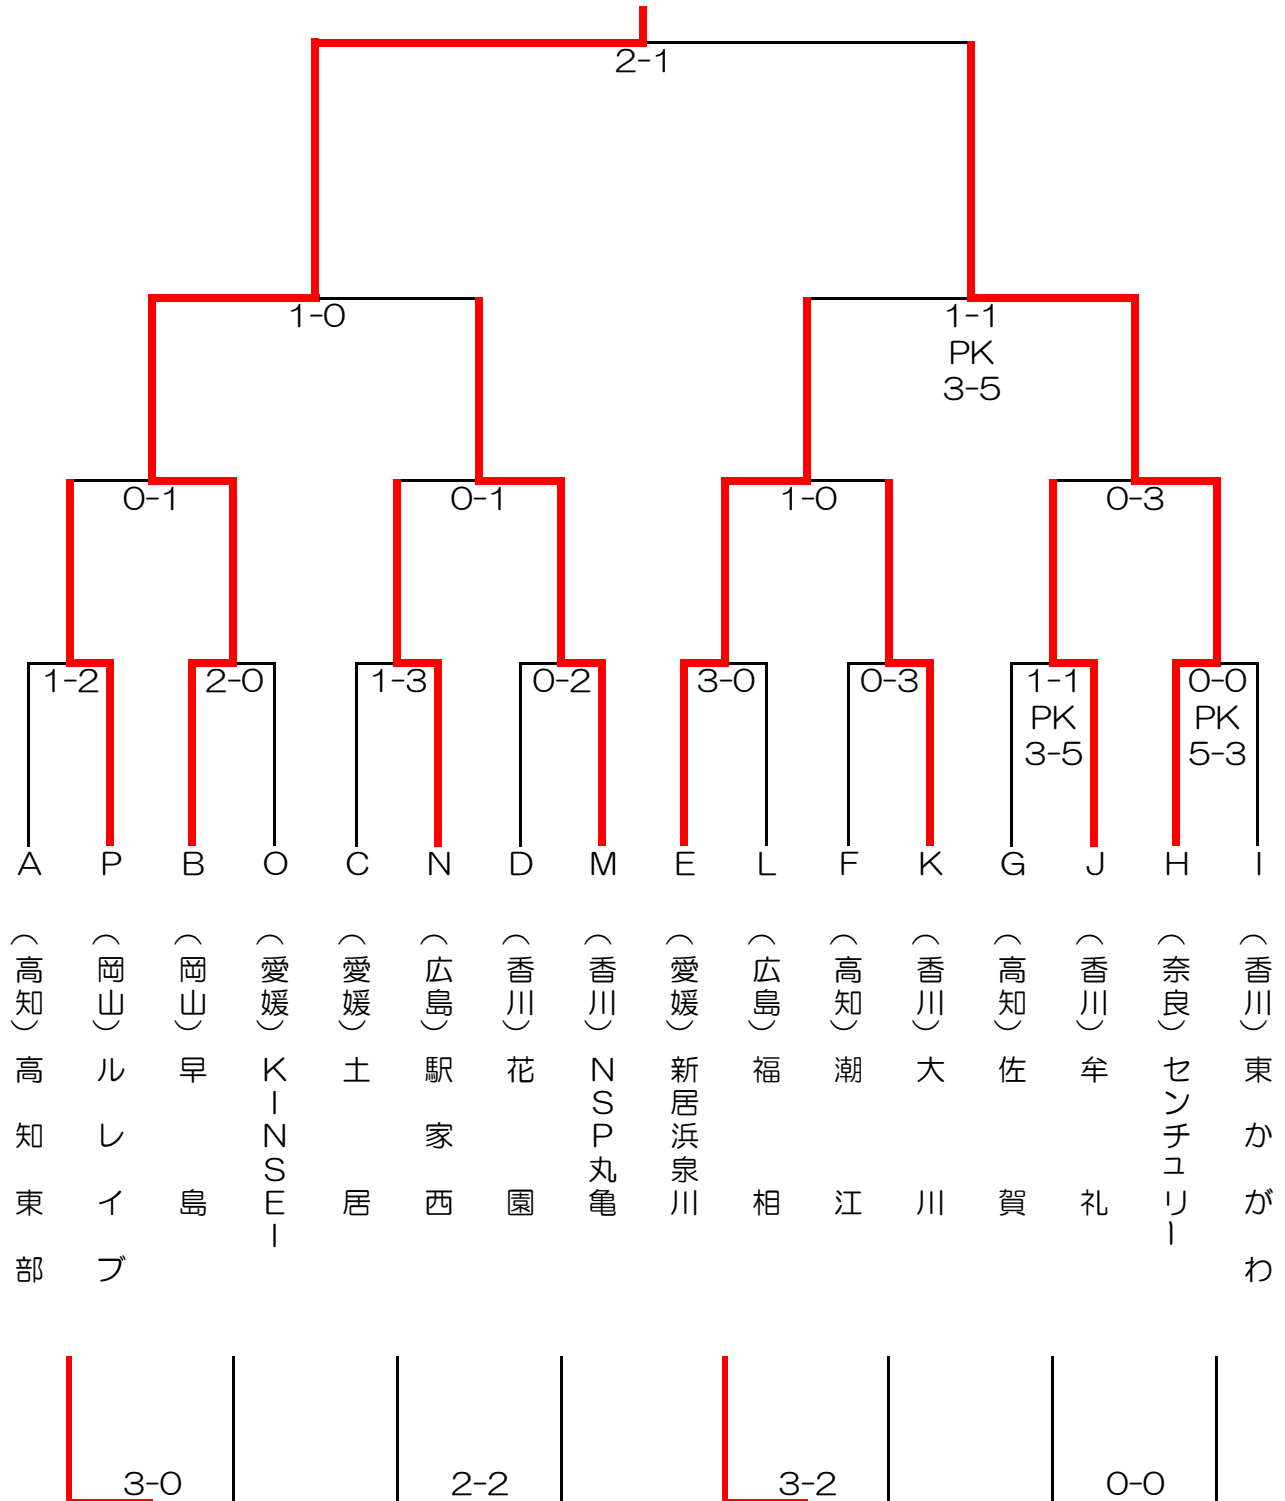 2-1
1-0
1-1
PK
3-5
0-1
0-1
1-0
0-3
1-2
2-0
1-3
0-2
3-0
0-3
1-1
PK
3-5
0-0
PK
5-3
A
P
B
O
C
N
D
M
E
L
F
K
G
J
H
I
（高知）高知東部
（岡山）ルレイブ
（岡山）早島
（愛媛）KINSEI
（愛媛）土居
（広島）駅家西
（香川）花園
（香川）NSP丸亀
（愛媛）新居浜泉川
（広島）福相
（高知）潮江
（香川）大川
（高知）佐賀
（香川）牟礼
（奈良）センチュリー
（香川）東かがわ
3-0
2-2
3-2
0-0